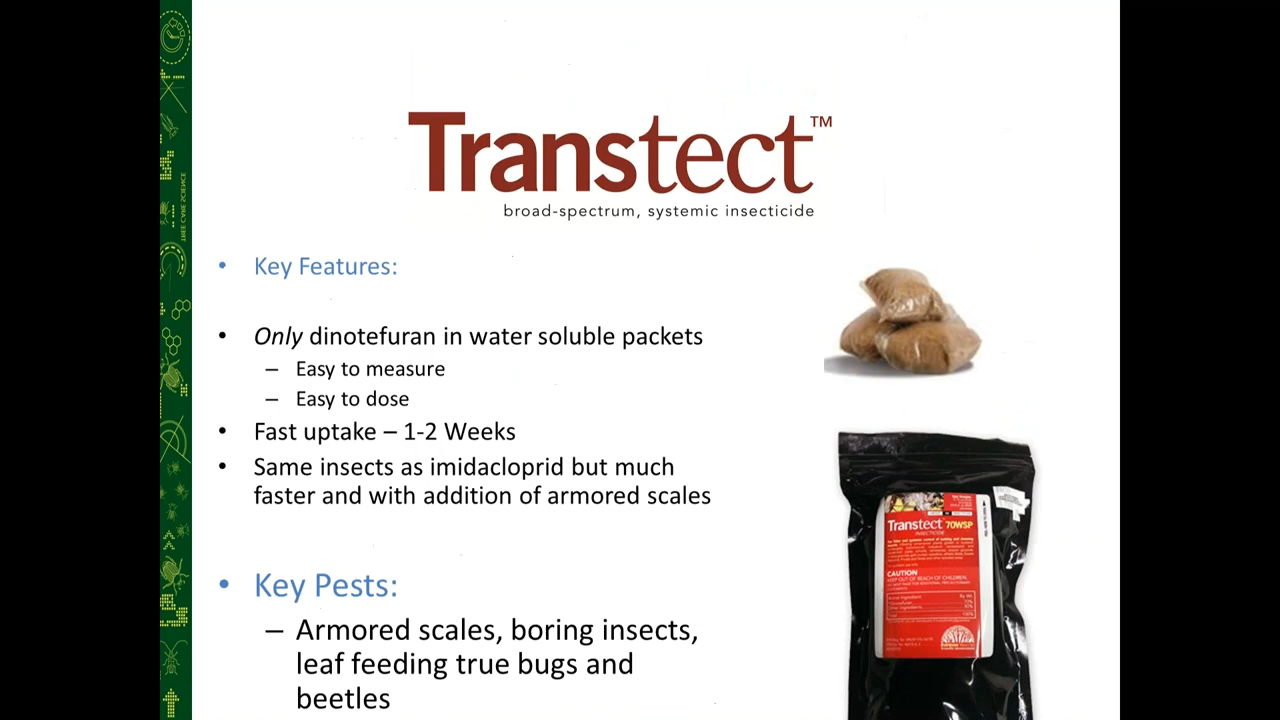 Transtect™
broad-spectrum, systemic insecticide
TREE CARE SCIENCE
• Key Features:
• Only dinotefuran in water soluble packets
– Easy to measure
– Easy to dose
• Fast uptake – 1-2 Weeks
• Same insects as imidacloprid but much
faster and with addition of armored scales
• Key Pests:
– Armored scales, boring insects,
leaf feeding true bugs and
beetles
Transtect 70WSP
INSECTICIDE
CAUTION
KEEP OUT OF REACH OF CHILDREN